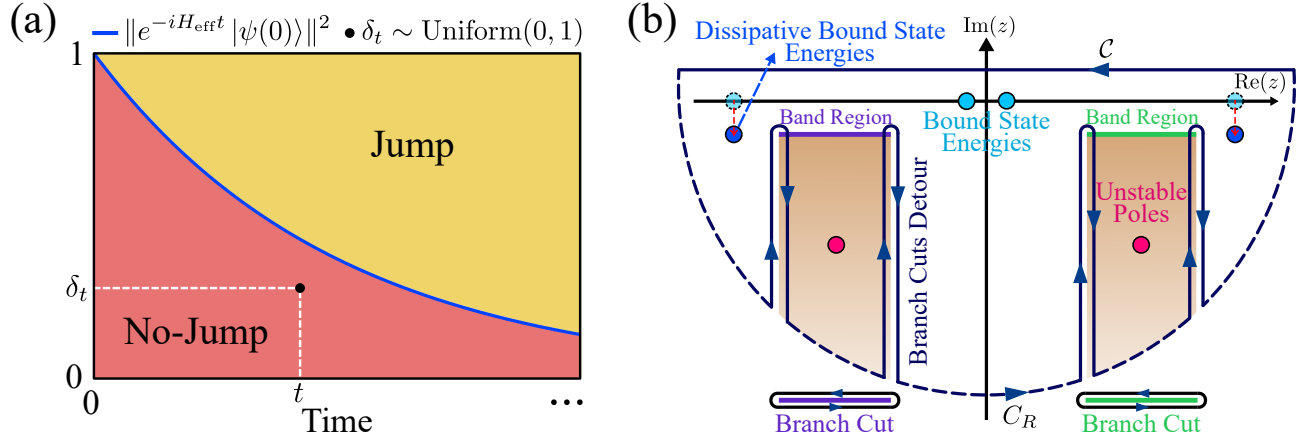 (a)
‖e^{-iH_eff t} |ψ(0)⟩‖² δ_t ∼ Uniform(0, 1)
1
Jump
δ_t
No-Jump
0
0
t
...
Time
(b)
Im(z)
C
Dissipative Bound State
Energies
Re(z)
Band Region
Bound State
Energies
Band Region
Unstable
Poles
Branch Cuts Detour
C_R
Branch Cut
Branch Cut